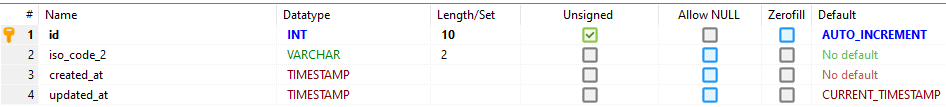 # Name Datatype Length/Set Unsigned Allow NULL Zerofill Default
1 id INT 10 AUTO_INCREMENT
2 iso_code_2 VARCHAR 2 No default
3 created_at TIMESTAMP No default
4 updated_at TIMESTAMP CURRENT_TIMESTAMP